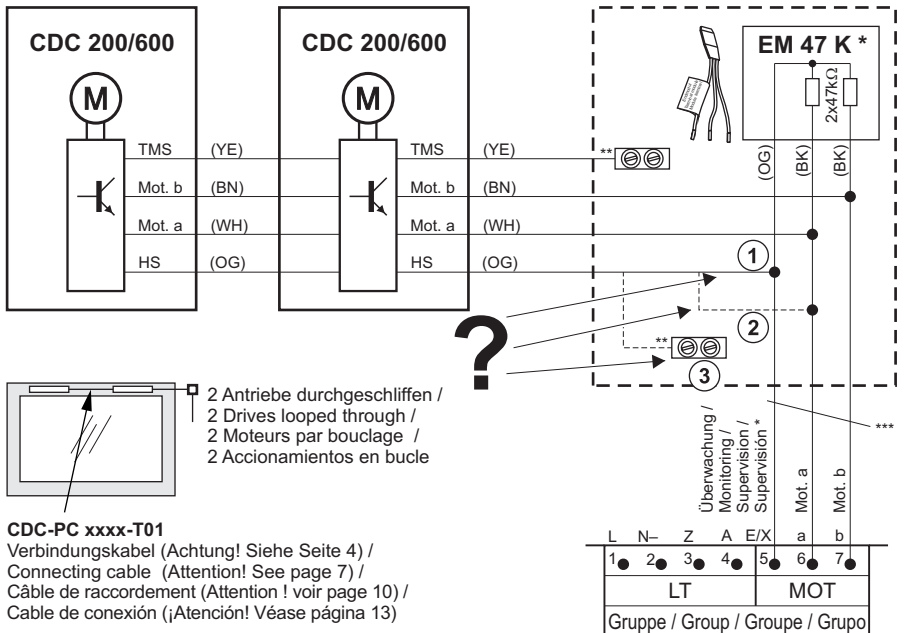 CDC 200/600
CDC 200/600
EM 47 K *
M
M
2x47kΩ
TMS (YE)
TMS (YE)
**
(OG)
(BK)
(BK)
Mot. b (BN)
Mot. b (BN)
Mot. a (WH)
Mot. a (WH)
HS (OG)
HS (OG)
1
2
?
**
3
2 Antriebe durchgeschliffen /
2 Drives looped through /
2 Moteurs par bouclage /
2 Accionamientos en bucle
Überwachung /
Monitoring /
Supervision /
Supervisión *
Mot. a
Mot. b
***
CDC-PC xxxx-T01
Verbindungskabel (Achtung! Siehe Seite 4) /
Connecting cable (Attention! See page 7) /
Câble de raccordement (Attention ! voir page 10) /
Cable de conexión (¡Atención! Véase página 13)
L N– Z A E/X a b
1 2 3 4 5 6 7
LT MOT
Gruppe / Group / Groupe / Grupo